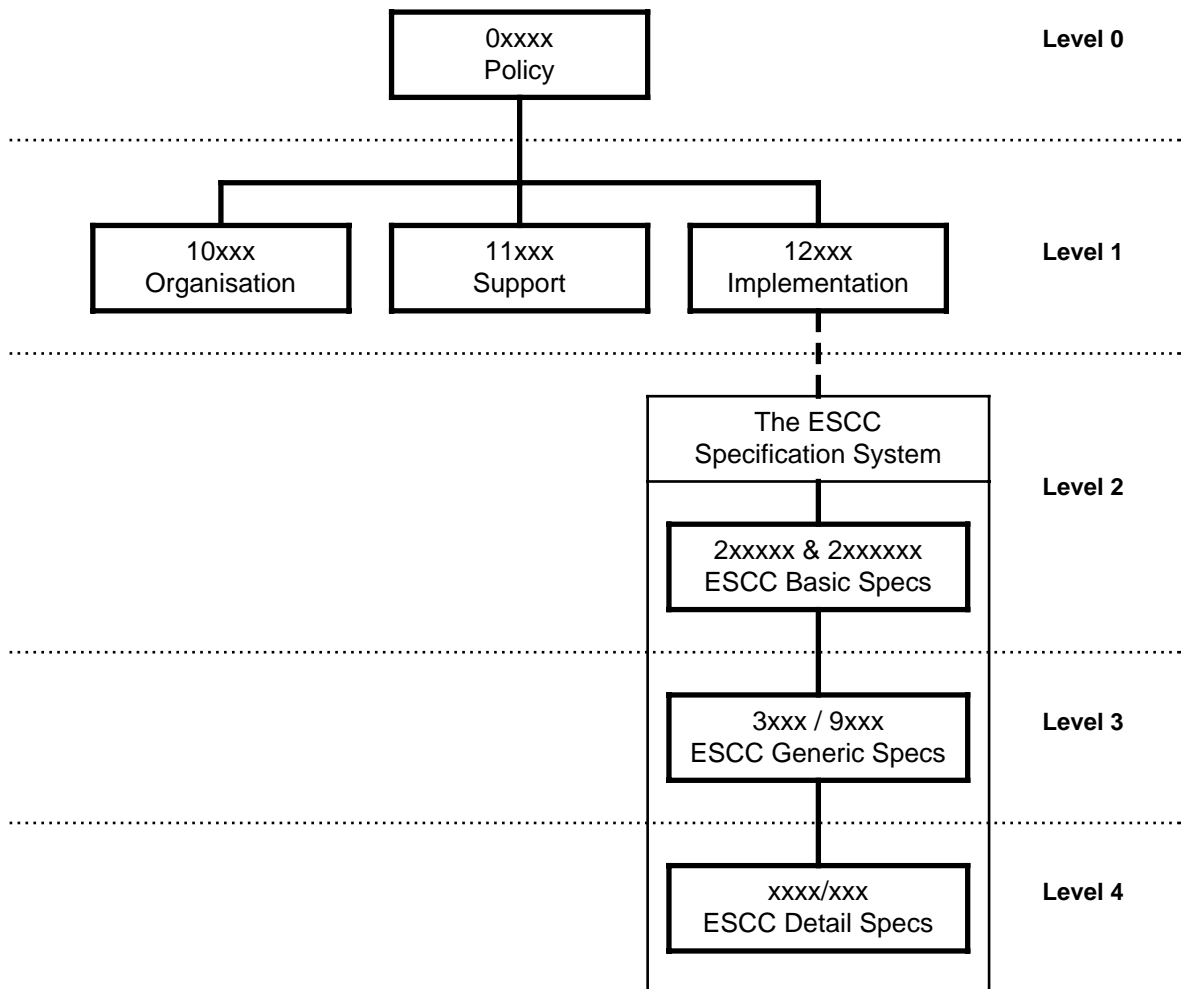 0xxxx
Policy
Level 0
10xxx
Organisation
11xxx
Support
12xxx
Implementation
Level 1
The ESCC
Specification System
Level 2
2xxxxx & 2xxxxxx
ESCC Basic Specs
3xxx / 9xxx
ESCC Generic Specs
Level 3
xxxx/xxx
ESCC Detail Specs
Level 4